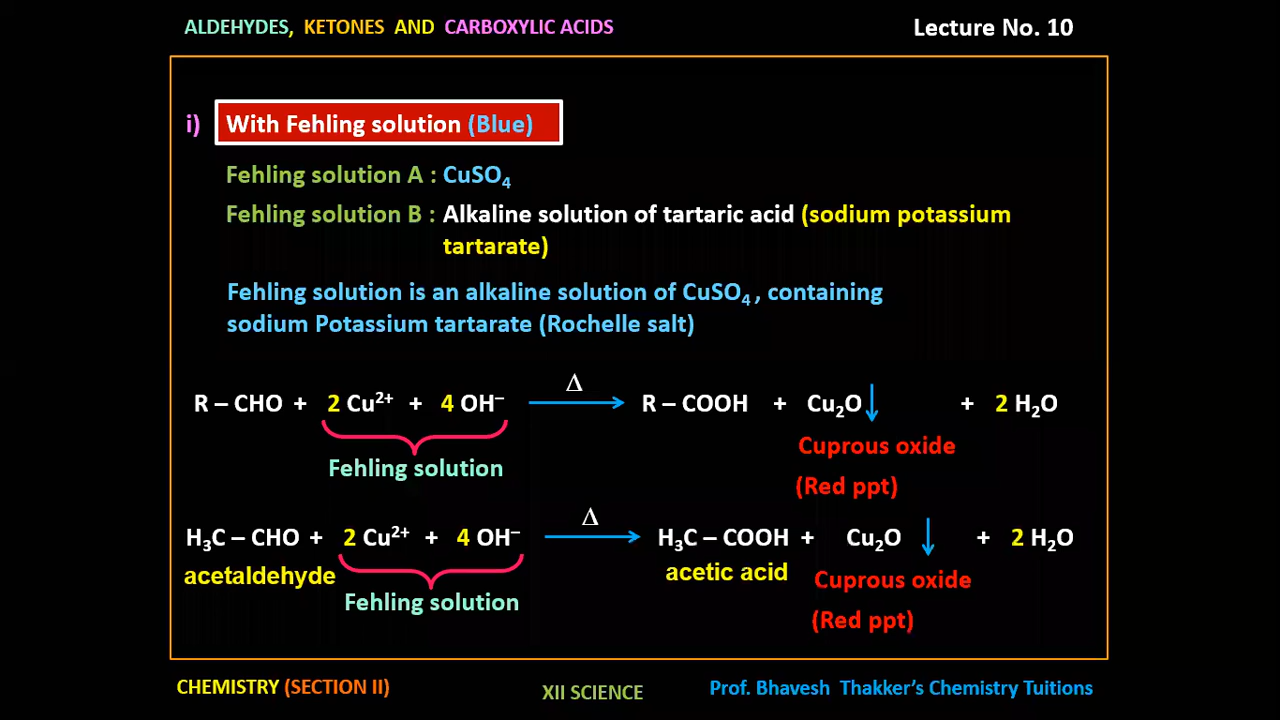 ALDEHYDES, KETONES AND CARBOXYLIC ACIDS Lecture No. 10
i) With Fehling solution (Blue)
Fehling solution A : CuSO₄
Fehling solution B : Alkaline solution of tartaric acid (sodium potassium
tartarate)
Fehling solution is an alkaline solution of CuSO₄ , containing
sodium Potassium tartarate (Rochelle salt)
Δ
R – CHO + 2 Cu²⁺ + 4 OH⁻ → R – COOH + Cu₂O ↓ + 2 H₂O
Cuprous oxide
Fehling solution
(Red ppt)
Δ
H₃C – CHO + 2 Cu²⁺ + 4 OH⁻ → H₃C – COOH + Cu₂O ↓ + 2 H₂O
acetaldehyde acetic acid Cuprous oxide
Fehling solution
(Red ppt)
CHEMISTRY (SECTION II) XII SCIENCE Prof. Bhavesh Thakker’s Chemistry Tuitions